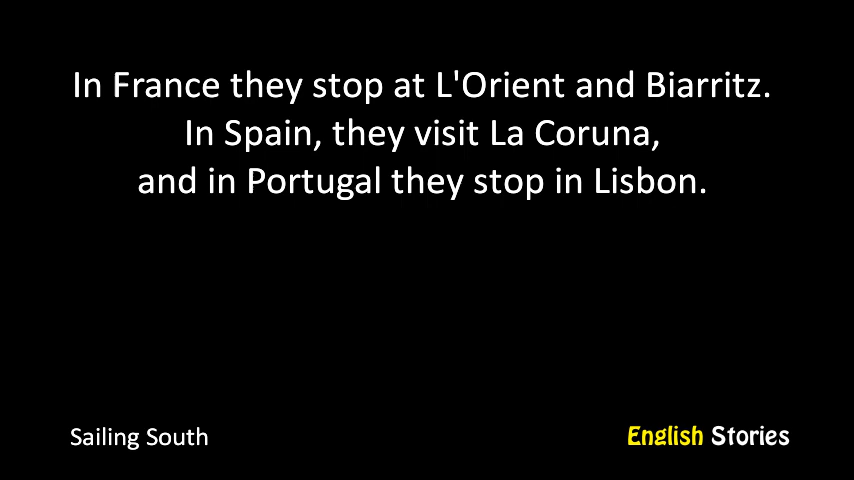 In France they stop at L'Orient and Biarritz.
In Spain, they visit La Coruna,
and in Portugal they stop in Lisbon.
Sailing South
English Stories